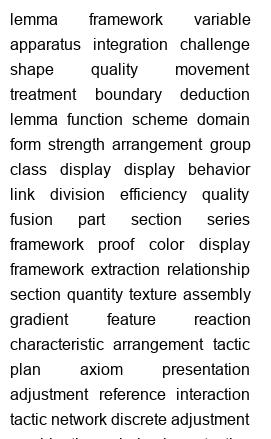 lemma framework variable
apparatus integration challenge
shape quality movement
treatment boundary deduction
lemma function scheme domain
form strength arrangement group
class display display behavior
link division efficiency quality
fusion part section series
framework proof color display
framework extraction relationship
section quantity texture assembly
gradient feature reaction
characteristic arrangement tactic
plan axiom presentation
adjustment reference interaction
tactic network discrete adjustment